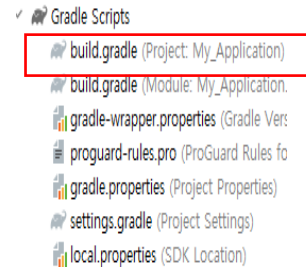 Gradle Scripts
build.gradle (Project: My_Application)
build.gradle (Module: My_Application.
gradle-wrapper.properties (Gradle Vers
proguard-rules.pro (ProGuard Rules fo
gradle.properties (Project Properties)
settings.gradle (Project Settings)
local.properties (SDK Location)